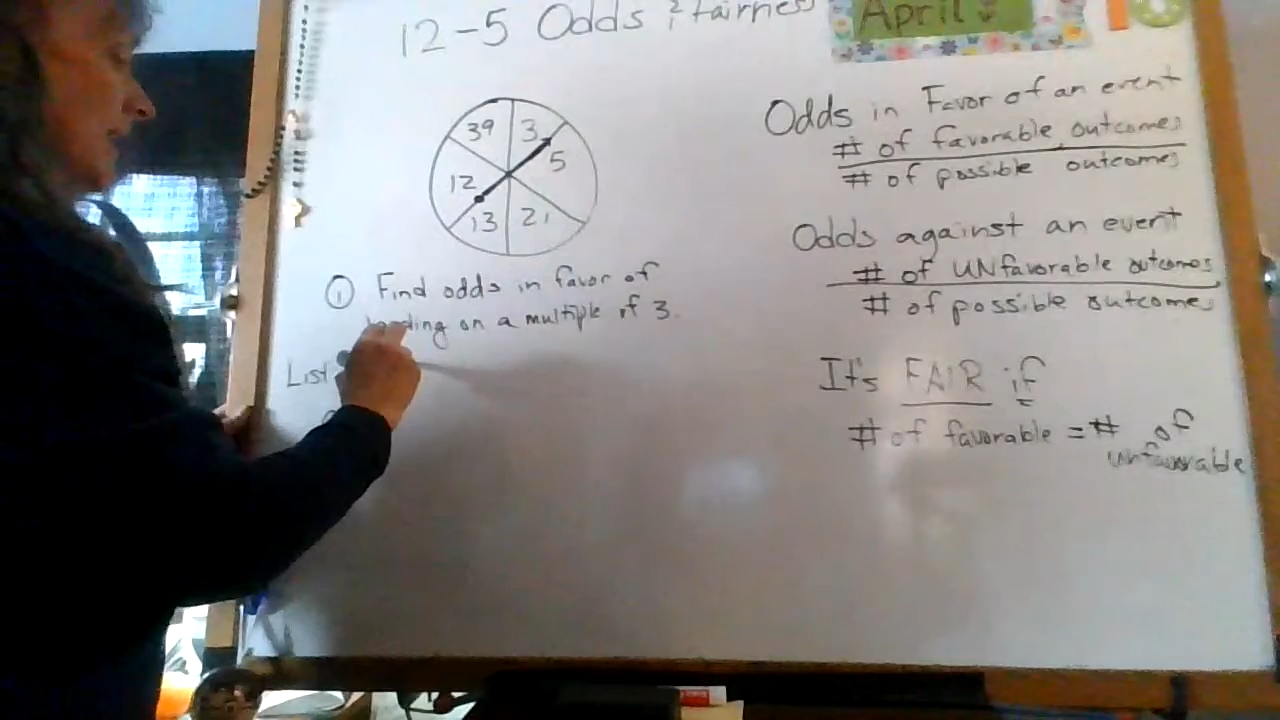 12-5 Odds & fairness
April
39
3
5
12
13
21
① Find odds in favor of
landing on a multiple of 3.
List
Odds in Favor of an event
# of favorable outcomes
# of possible outcomes
Odds against an event
# of UNfavorable outcomes
# of possible outcomes
It's FAIR if
# of favorable = # of
unfavorable